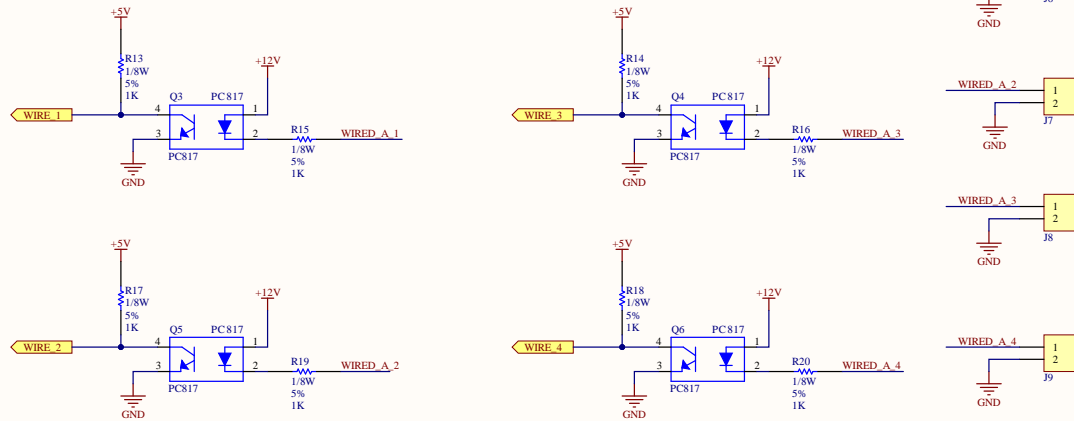 +5V
R13
1/8W
5%
1K
+12V
Q3
PC817
4
1
WIRE_1
3
2
R15
WIRED_A_1
PC817
1/8W
5%
1K
GND
+5V
R14
1/8W
5%
1K
+12V
Q4
PC817
4
1
WIRE_3
3
2
R16
WIRED_A_3
PC817
1/8W
5%
1K
GND
GND
WIRED_A_2
1
2
J7
GND
WIRED_A_3
1
2
J8
GND
+5V
R17
1/8W
5%
1K
+12V
Q5
PC817
4
1
WIRE_2
3
2
R19
WIRED_A_2
PC817
1/8W
5%
1K
GND
+5V
R18
1/8W
5%
1K
+12V
Q6
PC817
4
1
WIRE_4
3
2
R20
WIRED_A_4
PC817
1/8W
5%
1K
GND
WIRED_A_4
1
2
J9
GND